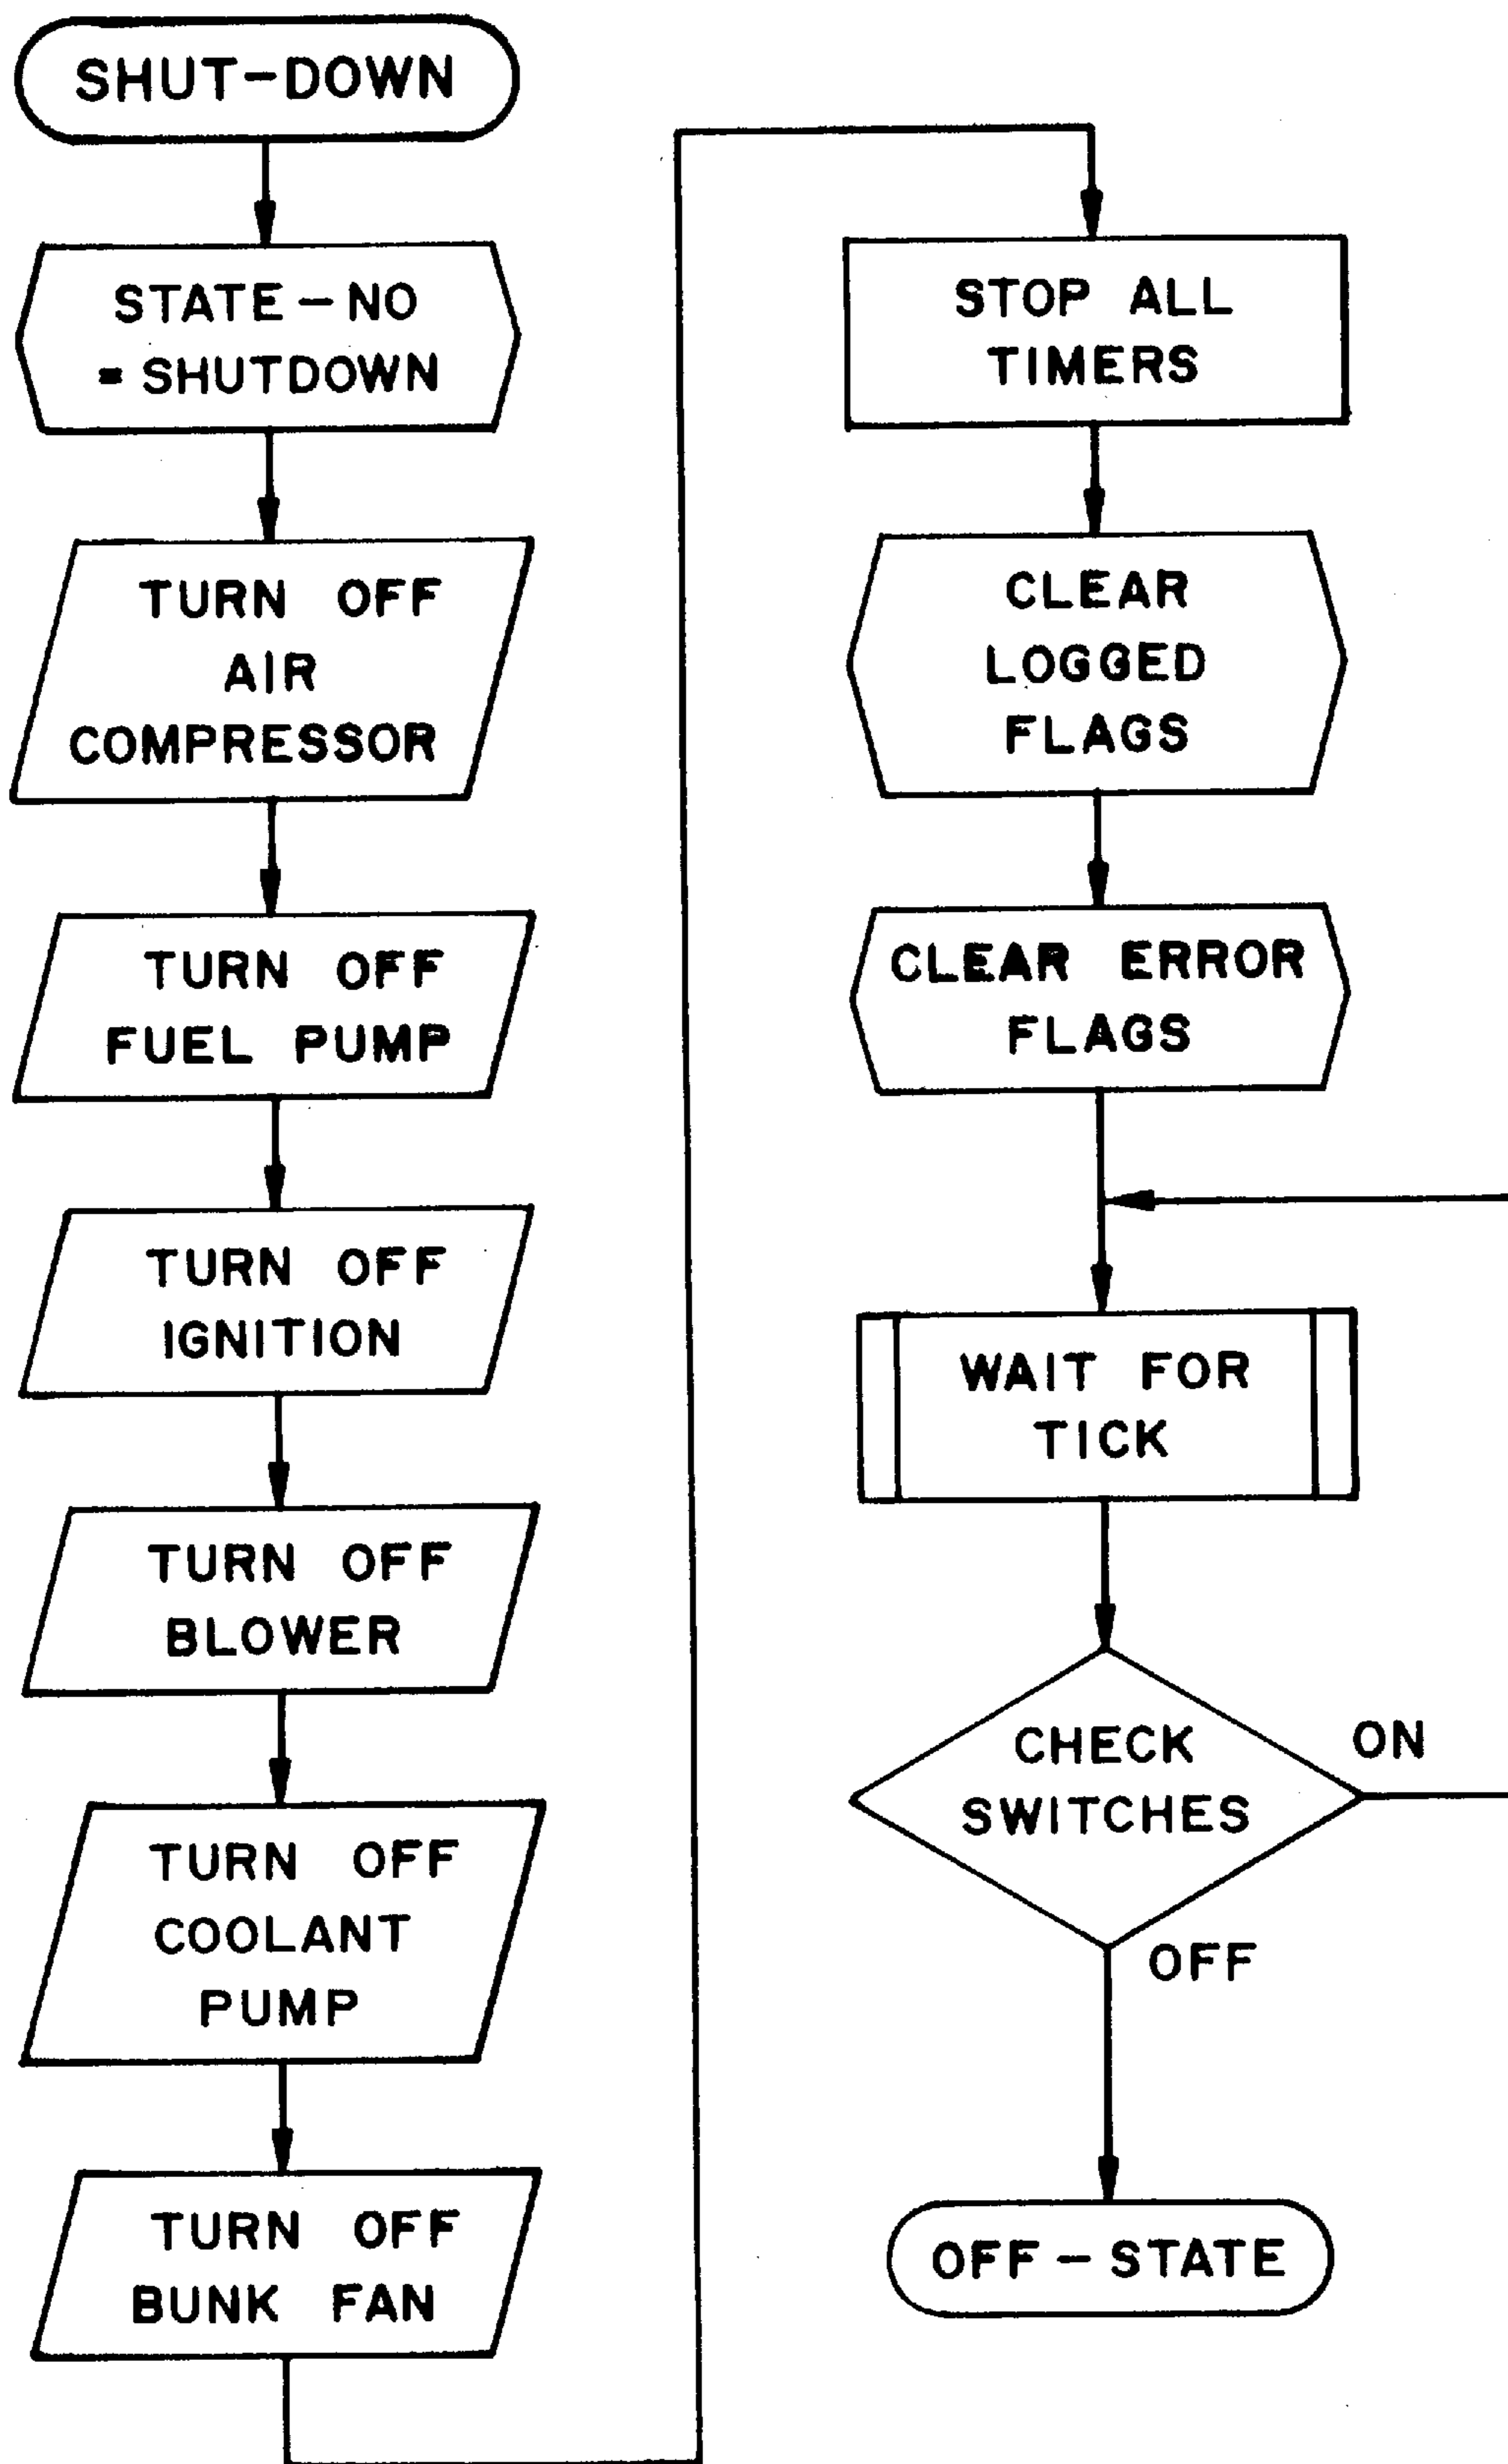 SHUT-DOWN
STATE-NO
= SHUTDOWN
TURN OFF
AIR
COMPRESSOR
TURN OFF
FUEL PUMP
TURN OFF
IGNITION
TURN OFF
BLOWER
TURN OFF
COOLANT
PUMP
TURN OFF
BUNK FAN
STOP ALL
TIMERS
CLEAR
LOGGED
FLAGS
CLEAR ERROR
FLAGS
WAIT FOR
TICK
CHECK
SWITCHES
ON
OFF
OFF-STATE